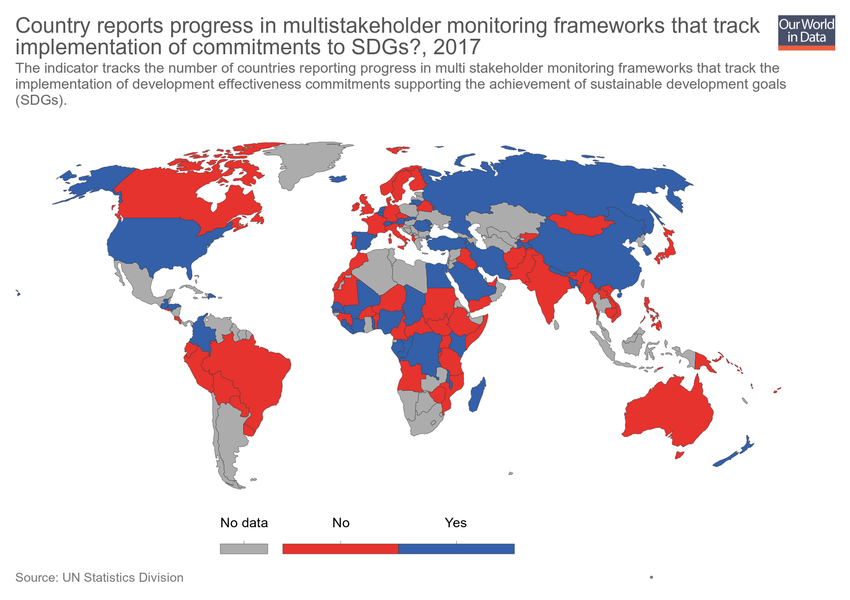 Country reports progress in multistakeholder monitoring frameworks that track
implementation of commitments to SDGs?, 2017
Our World
in Data
The indicator tracks the number of countries reporting progress in multi stakeholder monitoring frameworks that track the
implementation of development effectiveness commitments supporting the achievement of sustainable development goals
(SDGs).
No data
No
Yes
Source: UN Statistics Division